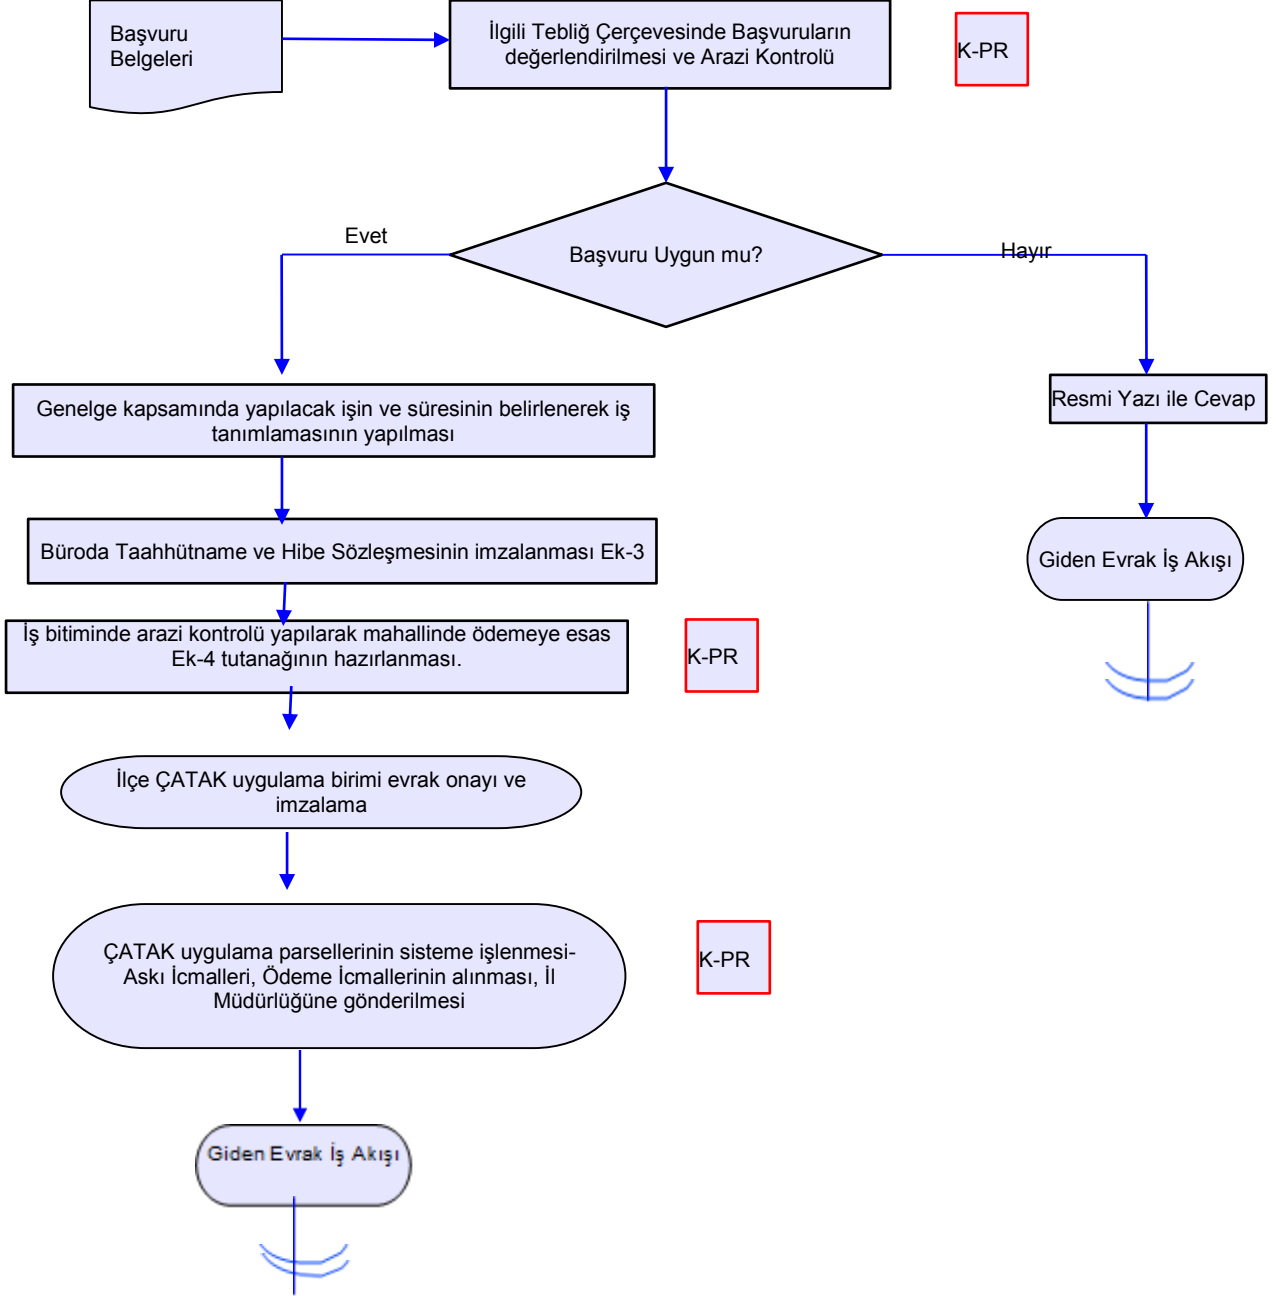 Başvuru
Belgeleri
İlgili Tebliğ Çerçevesinde Başvuruların
değerlendirilmesi ve Arazi Kontrolü
K-PR
Başvuru Uygun mu?
Evet
Hayır
Genelge kapsamında yapılacak işin ve süresinin belirlenerek iş
tanımlamasının yapılması
Resmi Yazı ile Cevap
Büroda Taahhütname ve Hibe Sözleşmesinin imzalanması Ek-3
Giden Evrak İş Akışı
İş bitiminde arazi kontrolü yapılarak mahallinde ödemeye esas
Ek-4 tutanağının hazırlanması.
K-PR
İlçe ÇATAK uygulama birimi evrak onayı ve
imzalama
ÇATAK uygulama parsellerinin sisteme işlenmesi-
Askı İcmalleri, Ödeme İcmallerinin alınması, İl
Müdürlüğüne gönderilmesi
K-PR
Giden Evrak İş Akışı